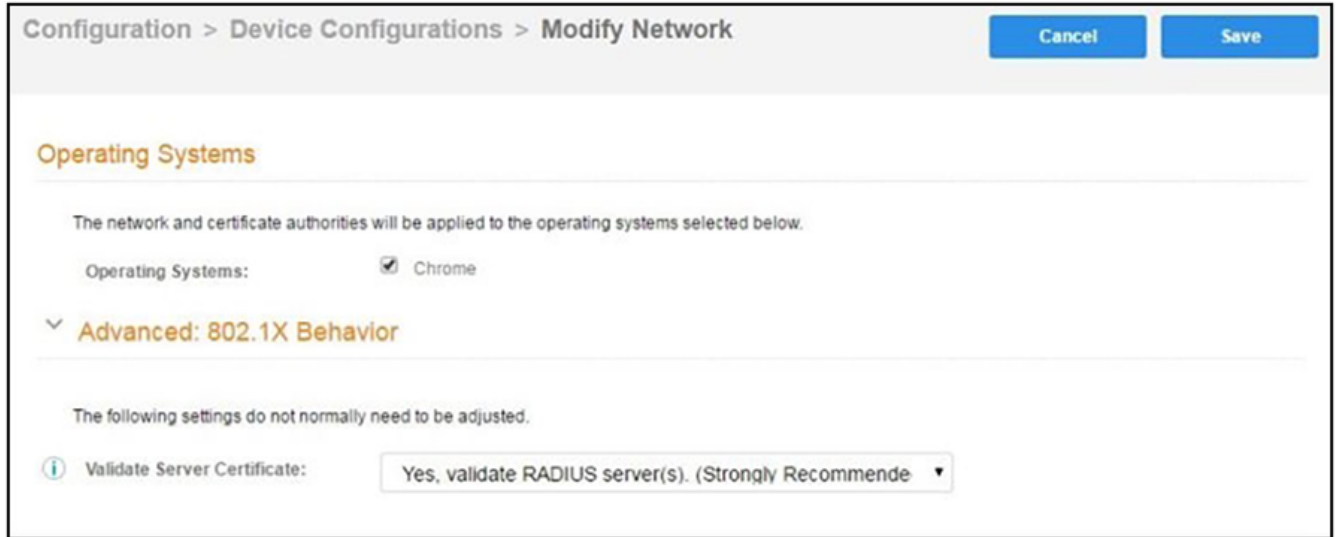 Configuration > Device Configurations > Modify Network
Cancel
Save
Operating Systems
The network and certificate authorities will be applied to the operating systems selected below.
Operating Systems:
Chrome
Advanced: 802.1X Behavior
The following settings do not normally need to be adjusted.
Validate Server Certificate:
Yes, validate RADIUS server(s). (Strongly Recommende